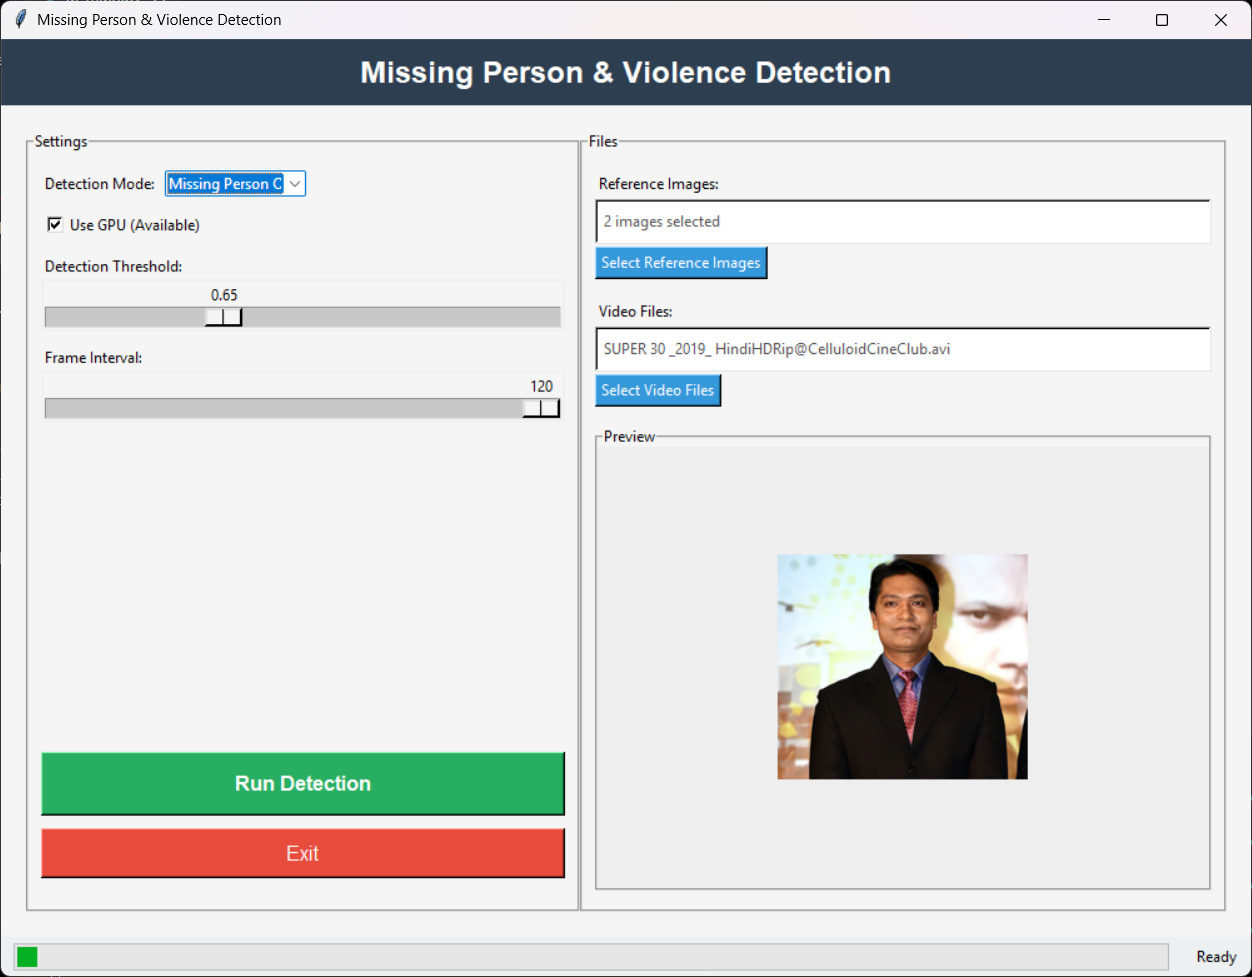 Missing Person & Violence Detection
Missing Person & Violence Detection
Settings
Detection Mode: Missing Person C
Use GPU (Available)
Detection Threshold:
0.65
Frame Interval:
120
Run Detection
Exit
Files
Reference Images:
2 images selected
Select Reference Images
Video Files:
SUPER 30 _2019_ HindiHDRip@CelluloidCineClub.avi
Select Video Files
Preview
Ready